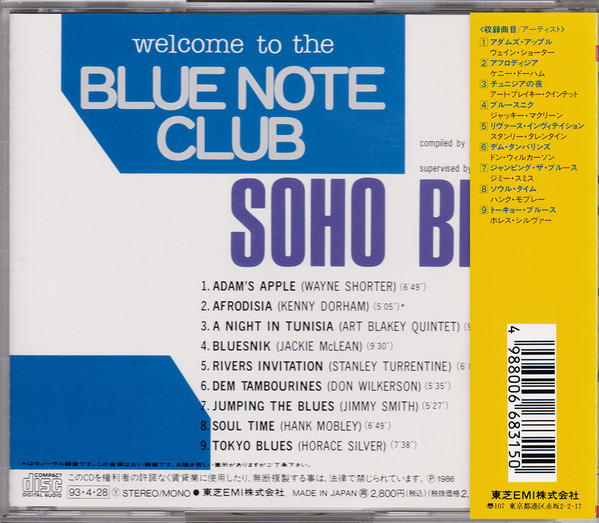 welcome to the
BLUE NOTE
CLUB
compiled by
supervised by
SOHO
1. ADAM'S APPLE (WAYNE SHORTER) (6′49″)
2. AFRODISIA (KENNY DORHAM) (5′05″)*
3. A NIGHT IN TUNISIA (ART BLAKEY QUINTET)
4. BLUESNIK (JACKIE McLEAN) (9′30″)
5. RIVERS INVITATION (STANLEY TURRENTINE)
6. DEM TAMBOURINES (DON WILKERSON) (5′35″)
7. JUMPING THE BLUES (JIMMY SMITH) (5′27″)
8. SOUL TIME (HANK MOBLEY) (6′49″)
9. TOKYO BLUES (HORACE SILVER) (7′38″)
COMPACT
disc
DIGITAL AUDIO
このCDを権利者の許諾なく賃貸業に使用したり、無断複製する事は、法律で禁じられています。 Ⓟ 1986
93・4・28 Ⓨ STEREO/MONO ● 東芝EMI株式会社 MADE IN JAPAN 再 2,800円(税込)(税抜価格
〈収録曲目/アーティスト〉
1 アダムズ・アップル
ウェイン・ショーター
2 アフロディジア
ケニー・ドーハム
3 チュニジアの夜
アート・ブレイキー・クインテット
4 ブルースニク
ジャッキー・マクリーン
5 リヴァース・インヴィテイション
スタンリー・タレンタイン
6 デム・タンバリンズ
ドン・ウィルカーソン
7 ジャンピング・ザ・ブルース
ジミー・スミス
8 ソウル・タイム
ハンク・モブレー
9 トーキョー・ブルース
ホレス・シルヴァー
4 988006 683150
東芝EMI株式会社
〒107 東京都港区赤坂2-2-17